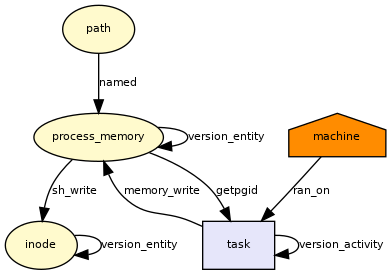 path
named
process_memory
version_entity
machine
sh_write
memory_write
getpgid
ran_on
inode
version_entity
task
version_activity